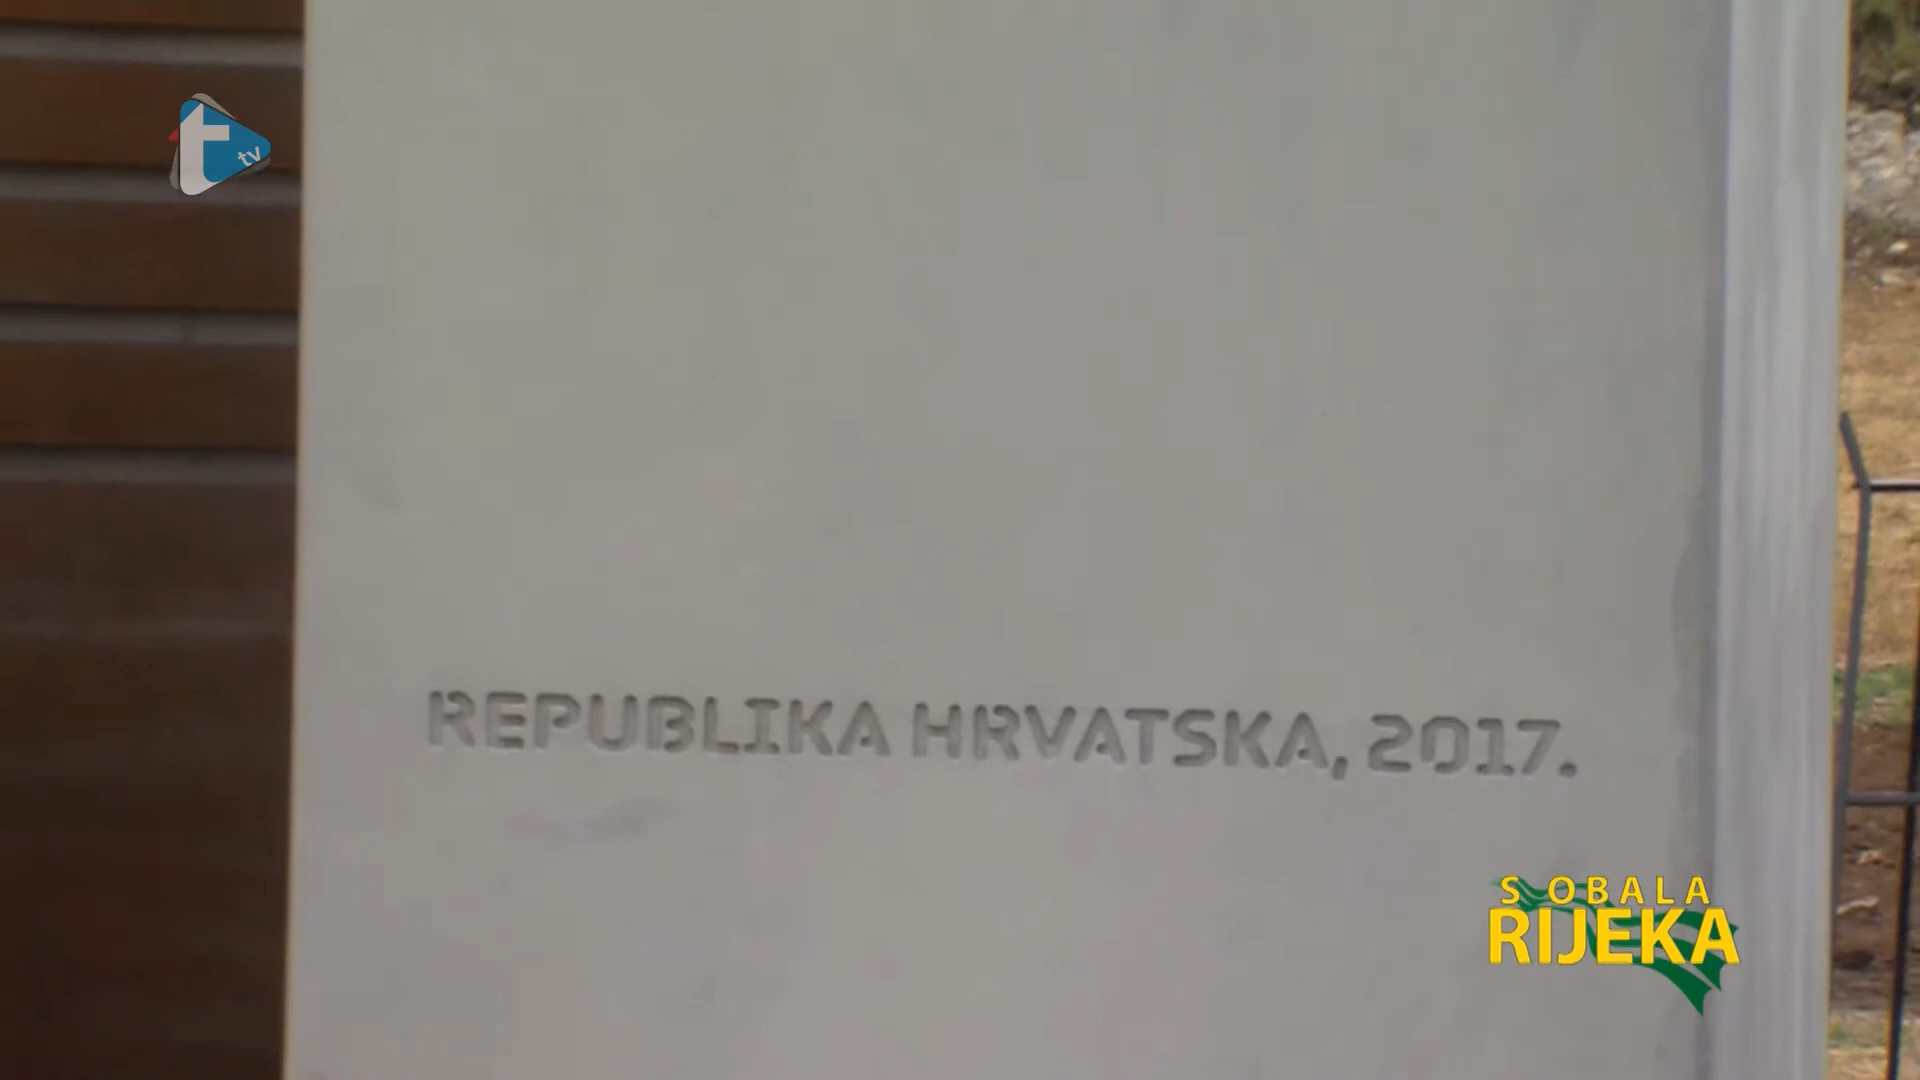 t
tv
REPUBLIKA HRVATSKA, 2017.
S OBALA
RIJEKA